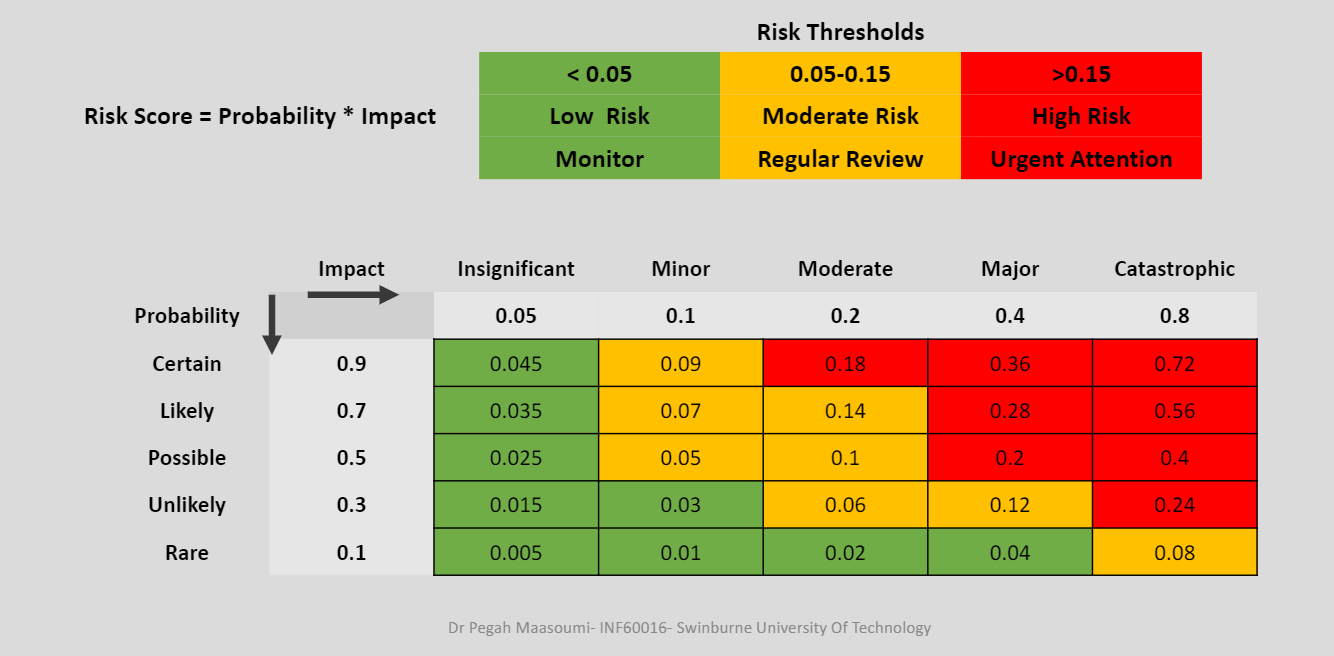 Risk Thresholds
< 0.05 0.05-0.15 >0.15
Risk Score = Probability * Impact Low Risk Moderate Risk High Risk
Monitor Regular Review Urgent Attention
Impact Insignificant Minor Moderate Major Catastrophic
Probability 0.05 0.1 0.2 0.4 0.8
Certain 0.9 0.045 0.09 0.18 0.36 0.72
Likely 0.7 0.035 0.07 0.14 0.28 0.56
Possible 0.5 0.025 0.05 0.1 0.2 0.4
Unlikely 0.3 0.015 0.03 0.06 0.12 0.24
Rare 0.1 0.005 0.01 0.02 0.04 0.08
Dr Pegah Maasoumi- INF60016- Swinburne University Of Technology